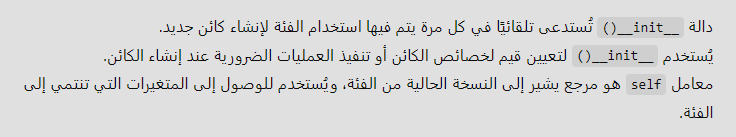 دالة __init__() تُستدعى تلقائيًا في كل مرة يتم فيها استخدام الفئة لإنشاء كائن جديد.
يُستخدم __init__() لتعيين قيم لخصائص الكائن أو تنفيذ العمليات الضرورية عند إنشاء الكائن.
معامل self هو مرجع يشير إلى النسخة الحالية من الفئة، ويُستخدم للوصول إلى المتغيرات التي تنتمي إلى
الفئة.